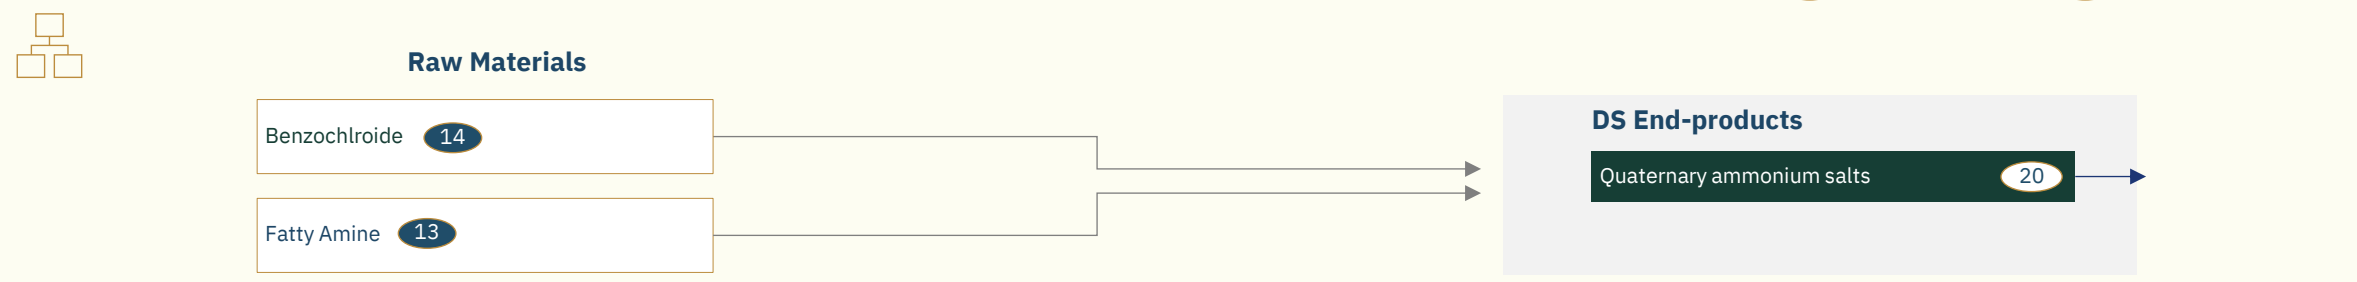 Raw Materials
Benzochlroide 14
Fatty Amine 13
DS End-products
Quaternary ammonium salts 20